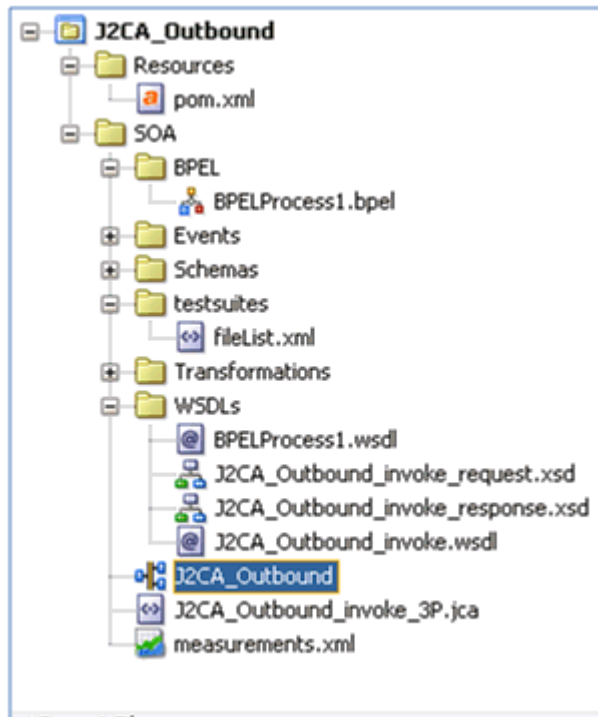 J2CA_Outbound
Resources
pom.xml
SOA
BPEL
BPELProcess1.bpel
Events
Schemas
testsuites
fileList.xml
Transformations
WSDLs
BPELProcess1.wsdl
J2CA_Outbound_invoke_request.xsd
J2CA_Outbound_invoke_response.xsd
J2CA_Outbound_invoke.wsdl
J2CA_Outbound
J2CA_Outbound_invoke_3P.jca
measurements.xml